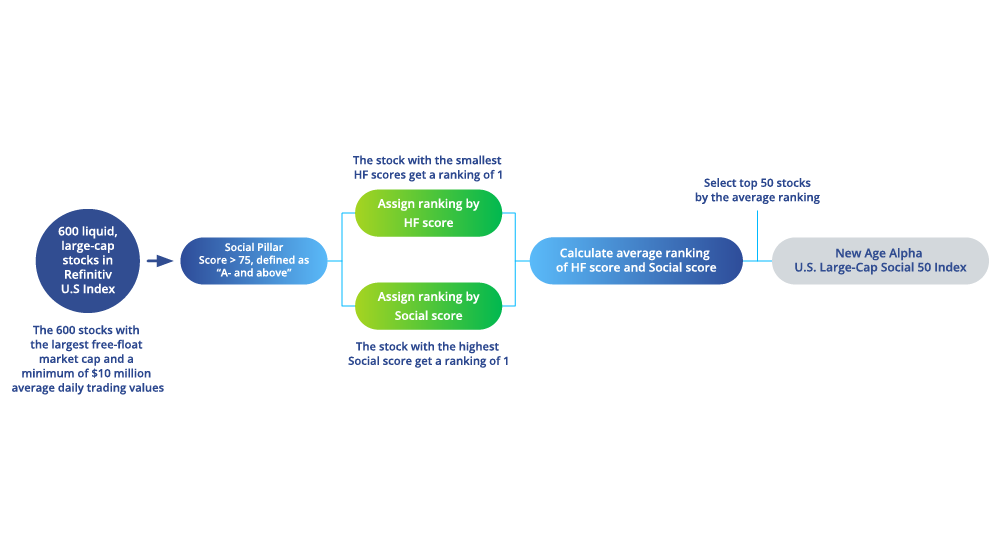 600 liquid,
large-cap
stocks in
Refinitiv
U.S Index
The 600 stocks with
the largest free-float
market cap and a
minimum of $10 million
average daily trading values
Social Pillar
Score > 75, defined as
“A- and above”
The stock with the smallest
HF scores get a ranking of 1
Assign ranking by
HF score
Assign ranking by
Social score
The stock with the highest
Social score get a ranking of 1
Calculate average ranking
of HF score and Social score
Select top 50 stocks
by the average ranking
New Age Alpha
U.S. Large-Cap Social 50 Index